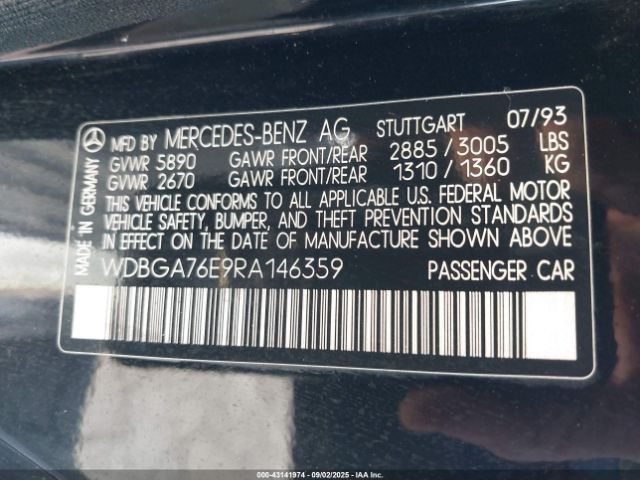 MADE IN GERMANY
MFD BY MERCEDES-BENZ AG STUTTGART 07/93
GVWR 5890 GAWR FRONT/REAR 2885/3005 LBS
GVWR 2670 GAWR FRONT/REAR 1310/1360 KG
THIS VEHICLE CONFORMS TO ALL APPLICABLE U.S. FEDERAL MOTOR
VEHICLE SAFETY, BUMPER, AND THEFT PREVENTION STANDARDS
IN EFFECT ON THE DATE OF MANUFACTURE SHOWN ABOVE.
WDBGA76E9RA146359 PASSENGER CAR
00-43141974 | 09/02/2025 | Copyright © IAA, LLC.